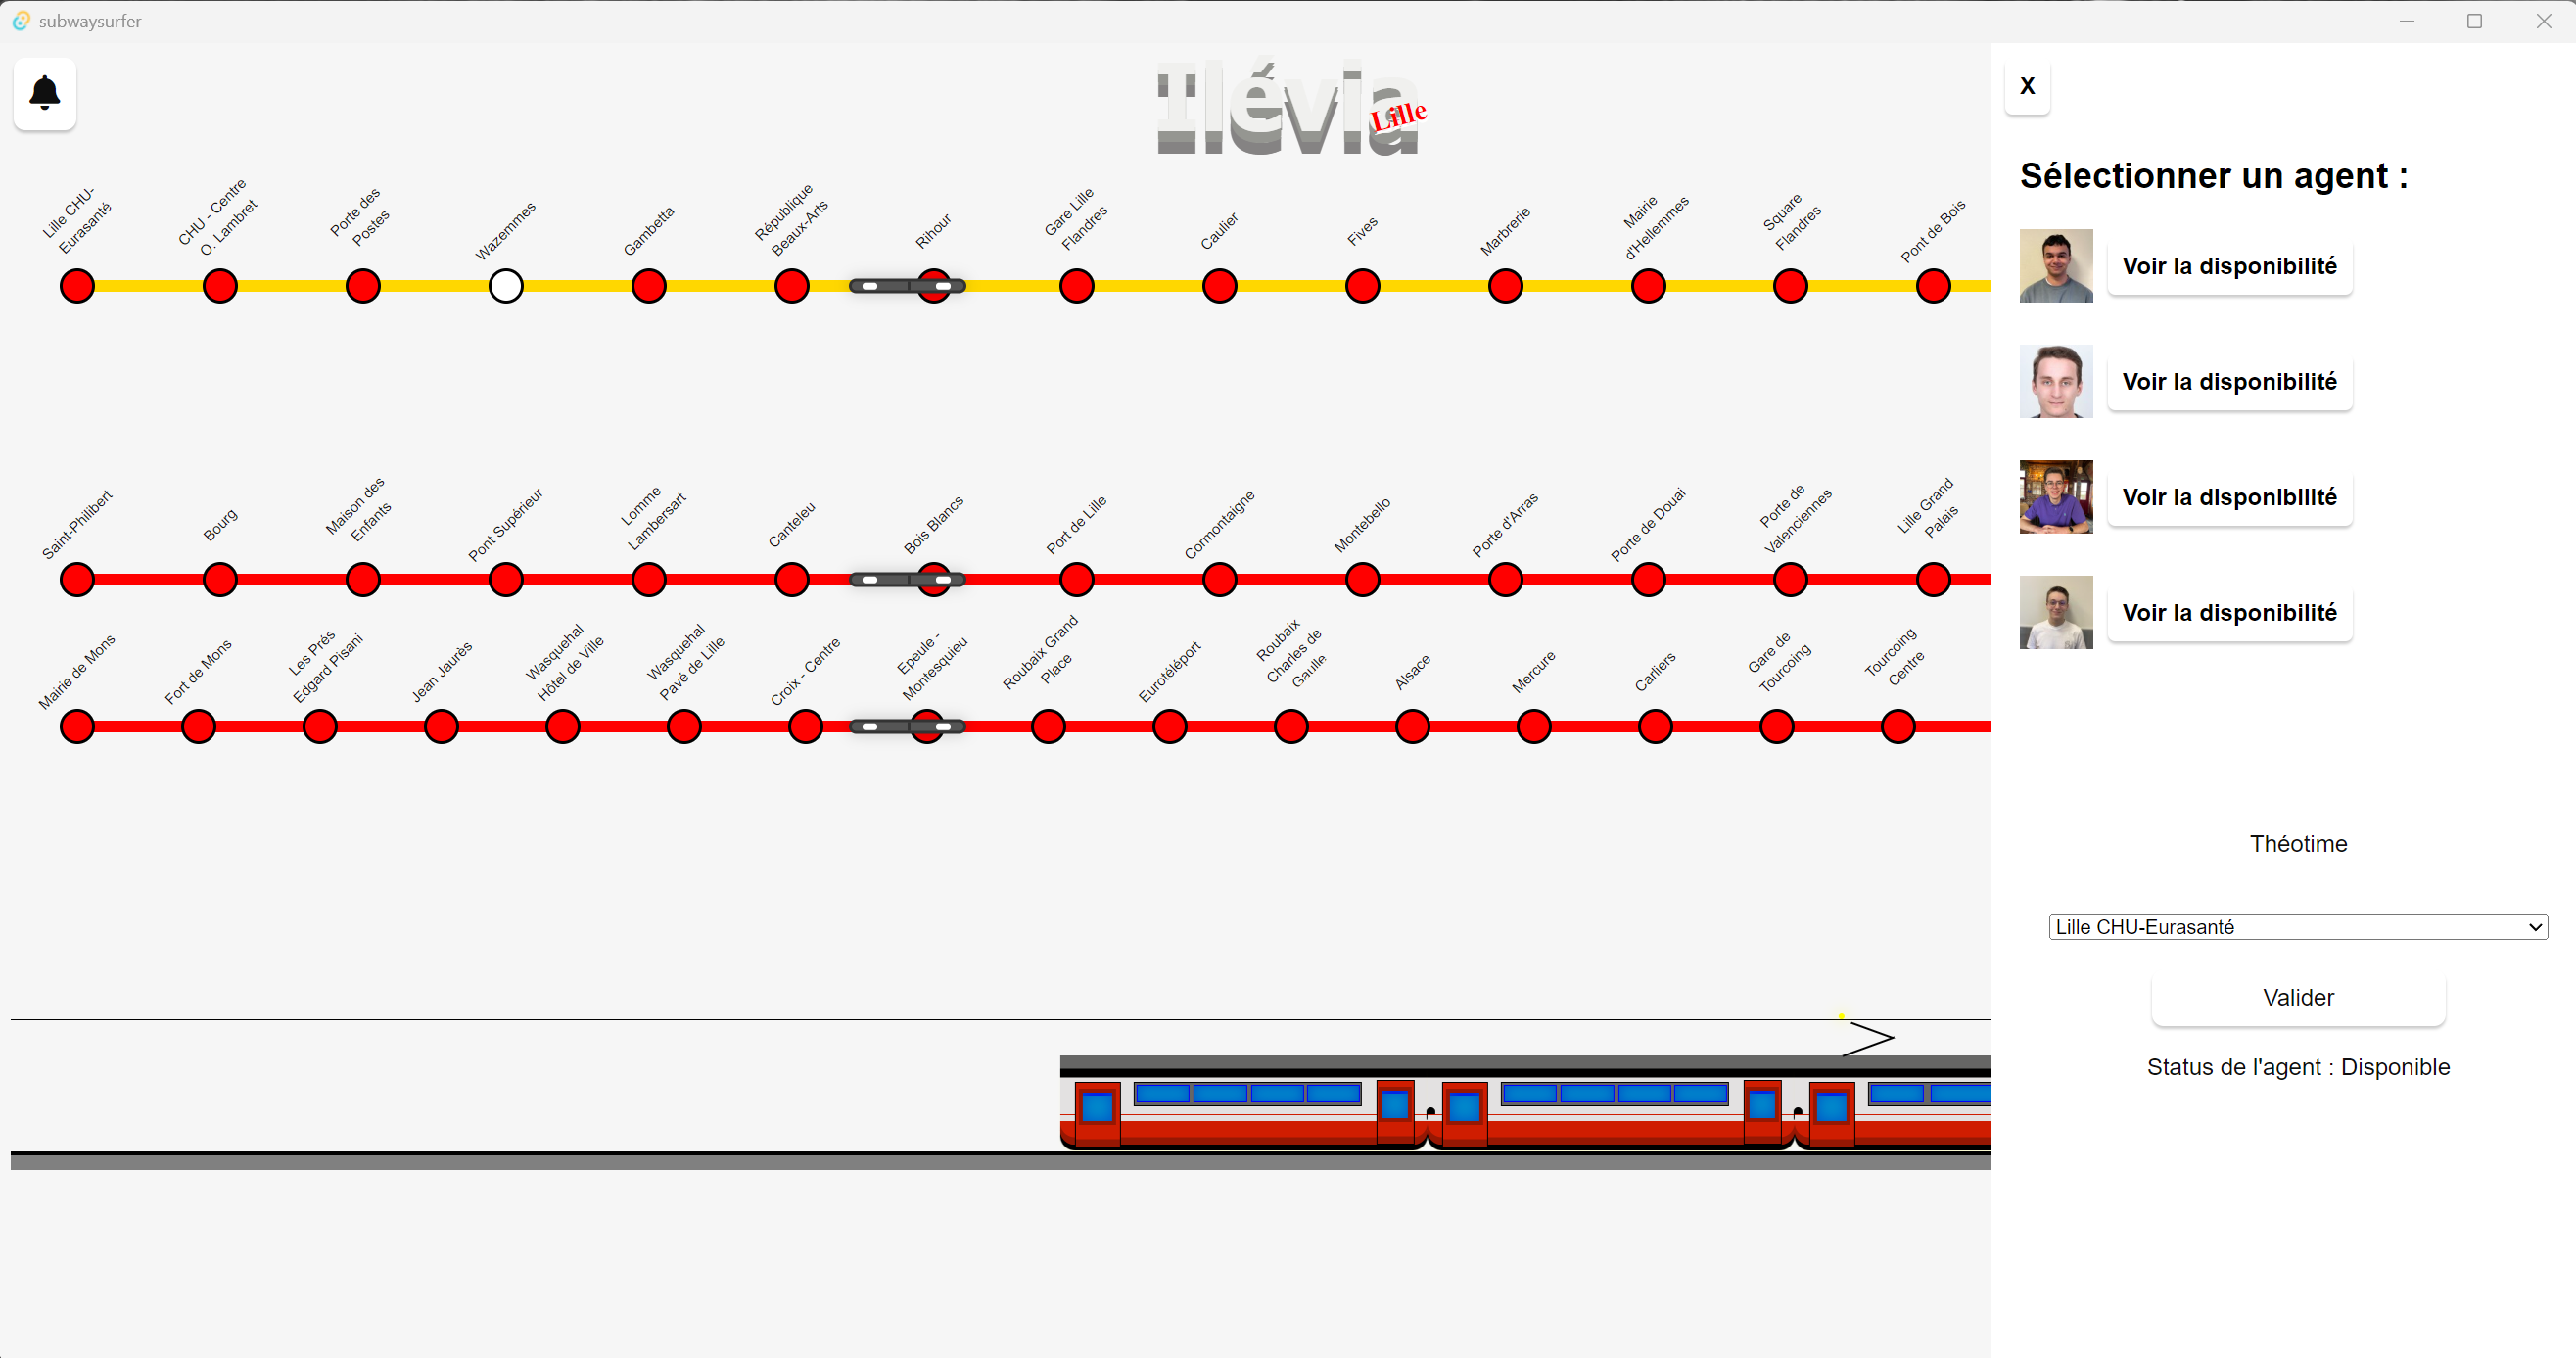 subwaysurfer
Ilévia
Lille
X
Sélectionner un agent :
Voir la disponibilité
Voir la disponibilité
Voir la disponibilité
Voir la disponibilité
Lille CHU-
Eurasanté
CHU - Centre
O. Lambret
Porte des
Postes
Wazemmes
Gambetta
République
Beaux-Arts
Rihour
Gare Lille
Flandres
Caulier
Fives
Marbrerie
Mairie
d'Hellemmes
Square
Flandres
Pont de Bois
Saint-Philibert
Bourg
Maison des
Enfants
Pont Supérieur
Lomme
Lambersart
Canteleu
Bois Blancs
Port de Lille
Cormontaigne
Montebello
Porte d'Arras
Porte de Douai
Porte de
Valenciennes
Lille Grand
Palais
Mairie de Mons
Fort de Mons
Les Prés
Edgard Pisani
Jean Jaurès
Wasquehal
Hôtel de Ville
Wasquehal
Pavé de Lille
Croix - Centre
Epeule -
Montesquieu
Roubaix Grand
Place
Eurotéléport
Roubaix
Charles de
Gaulle
Alsace
Mercure
Carliers
Gare de
Tourcoing
Tourcoing
Centre
Théotime
Lille CHU-Eurasanté
Valider
Status de l'agent : Disponible